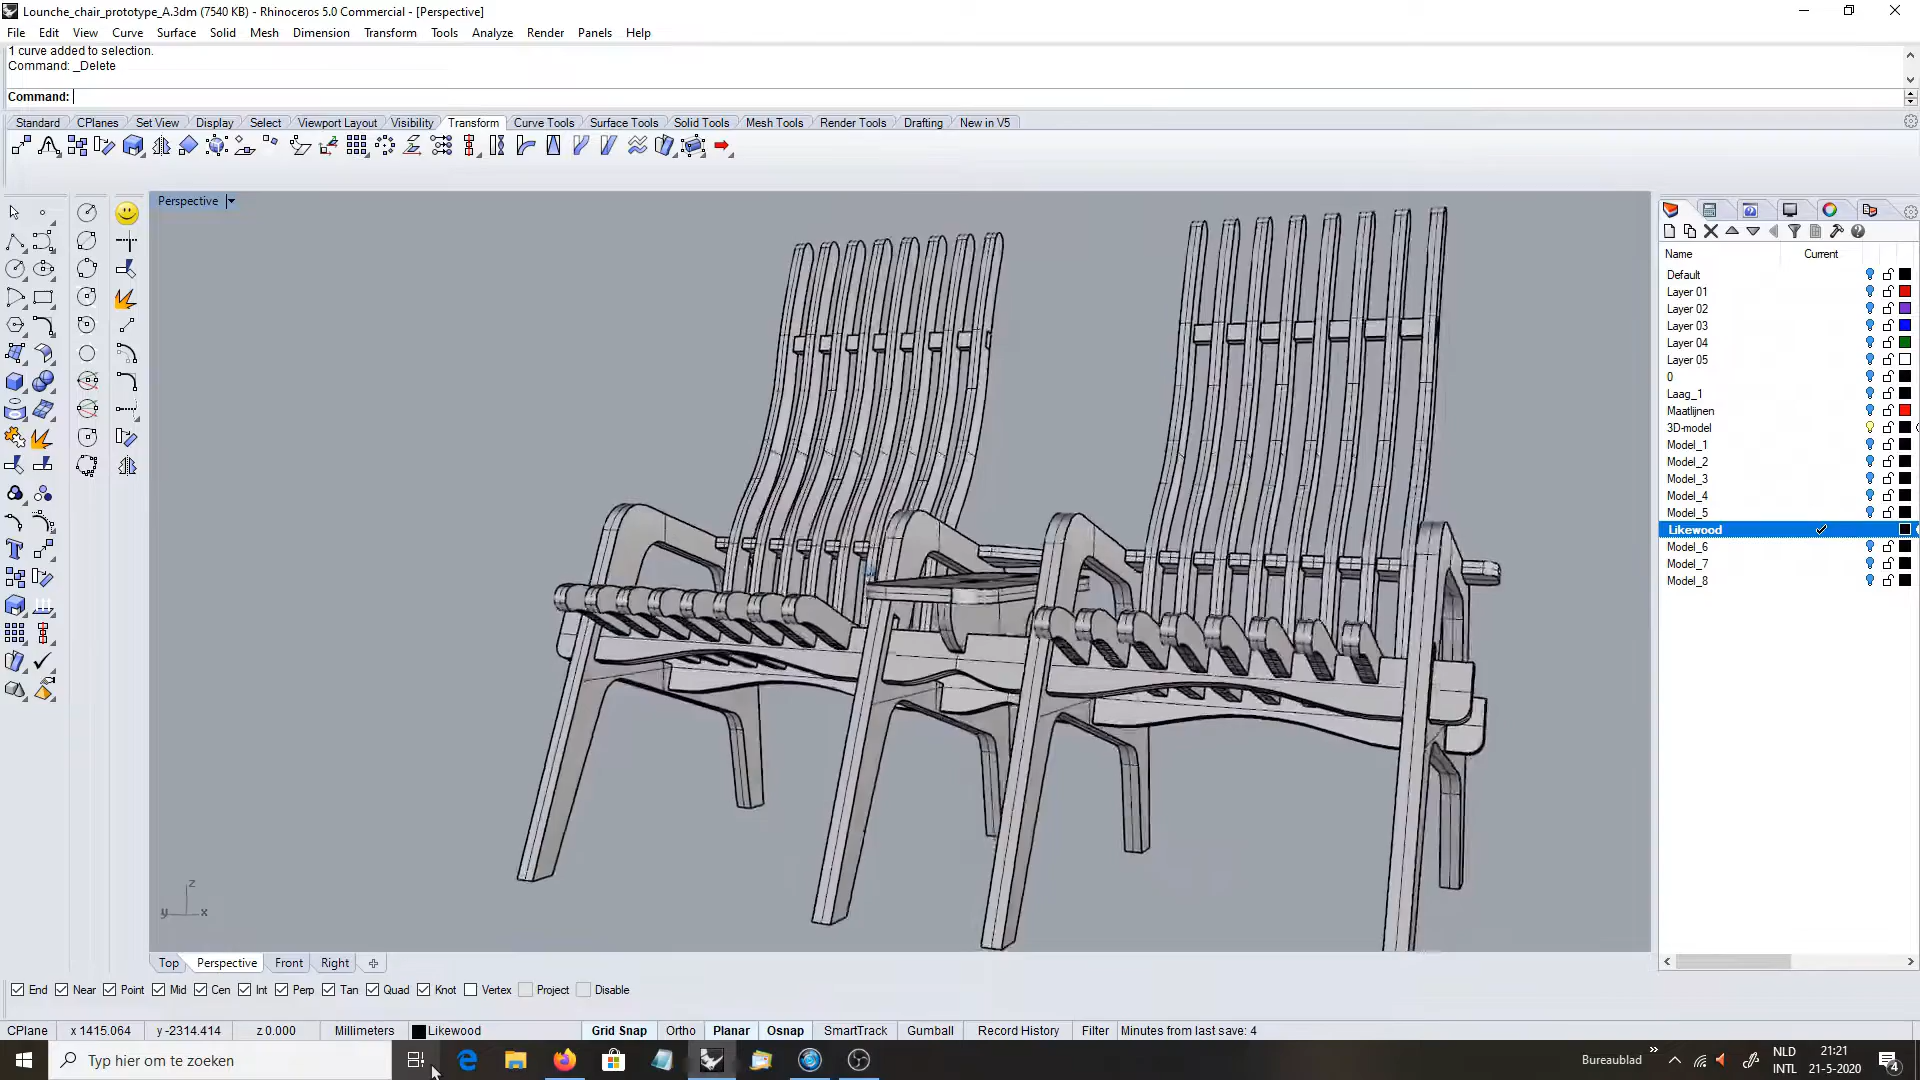 Lounche_chair_prototype_A.3dm (7540 KB) - Rhinoceros 5.0 Commercial - [Perspective]
File Edit View Curve Surface Solid Mesh Dimension Transform Tools Analyze Render Panels Help
1 curve added to selection.
Command: _Delete
Command:
Standard CPlanes Set View Display Select Viewport Layout Visibility Transform Curve Tools Surface Tools Solid Tools Mesh Tools Render Tools Drafting New in V5
Perspective
Name Current
Default
Layer 01
Layer 02
Layer 03
Layer 04
Layer 05
0
Laag_1
Maatlijnen
3D-model
Model_1
Model_2
Model_3
Model_4
Model_5
Likewood
Model_6
Model_7
Model_8
z
y x
Top Perspective Front Right
End Near Point Mid Cen Int Perp Tan Quad Knot Vertex Project Disable
CPlane x 1415.064 y -2314.414 z 0.000 Millimeters Likewood Grid Snap Ortho Planar Osnap SmartTrack Gumball Record History Filter Minutes from last save: 4
Typ hier om te zoeken Bureaublad » NLD 21:21
INTL 21-5-2020 4